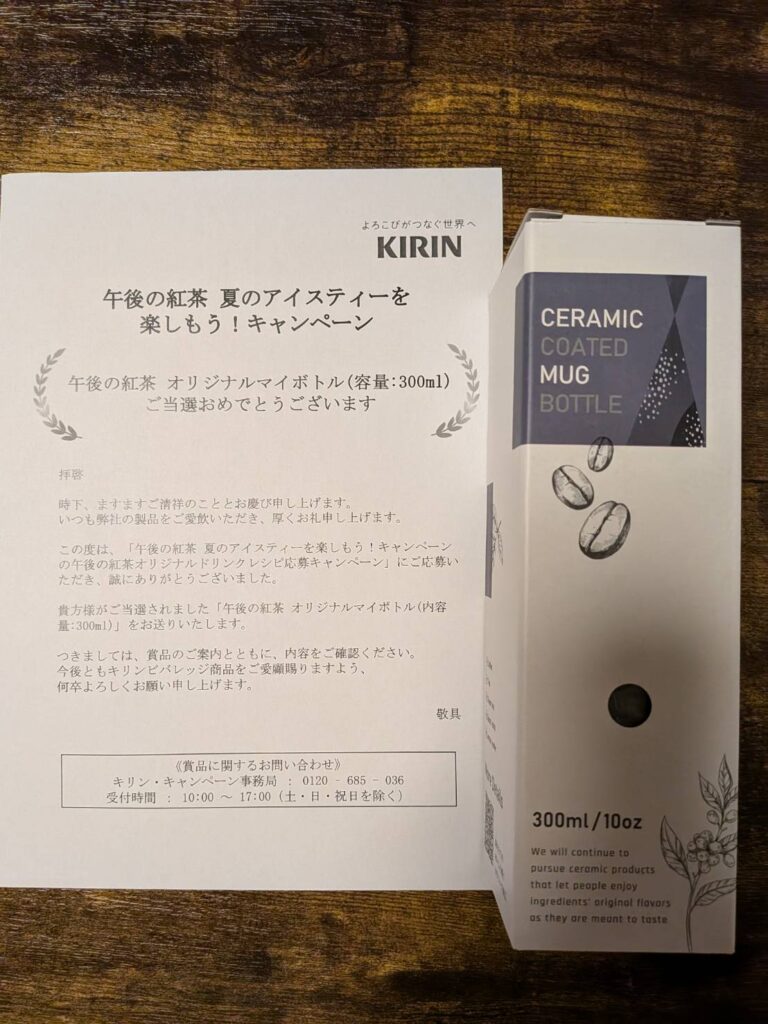 よろこびがつなぐ世界へ
KIRIN
午後の紅茶 夏のアイスティーを
楽しもう！キャンペーン
午後の紅茶 オリジナルマイボトル(容量:300ml)
ご当選おめでとうございます
拝啓
時下、ますますご清祥のこととお慶び申し上げます。
いつも弊社の製品をご愛飲いただき、厚くお礼申し上げます。
この度は、「午後の紅茶 夏のアイスティーを楽しもう！キャンペーン
の午後の紅茶オリジナルドリンクレシピ応募キャンペーン」にご応募い
ただき、誠にありがとうございました。
貴方様がご当選されました「午後の紅茶 オリジナルマイボトル(内容
量:300ml)」をお送りいたします。
つきましては、賞品のご案内とともに、内容をご確認ください。
今後ともキリンビバレッジ商品をご愛顧賜りますよう、
何卒よろしくお願い申し上げます。
敬具
《賞品に関するお問い合わせ》
キリン・キャンペーン事務局 ： 0120 - 685 - 036
受付時間 ： 10:00 ～ 17:00（土・日・祝日を除く）
CERAMIC
COATED
MUG
BOTTLE
300ml/10oz
We will continue to
pursue ceramic products
that let people enjoy
ingredients' original flavors
as they are meant to taste